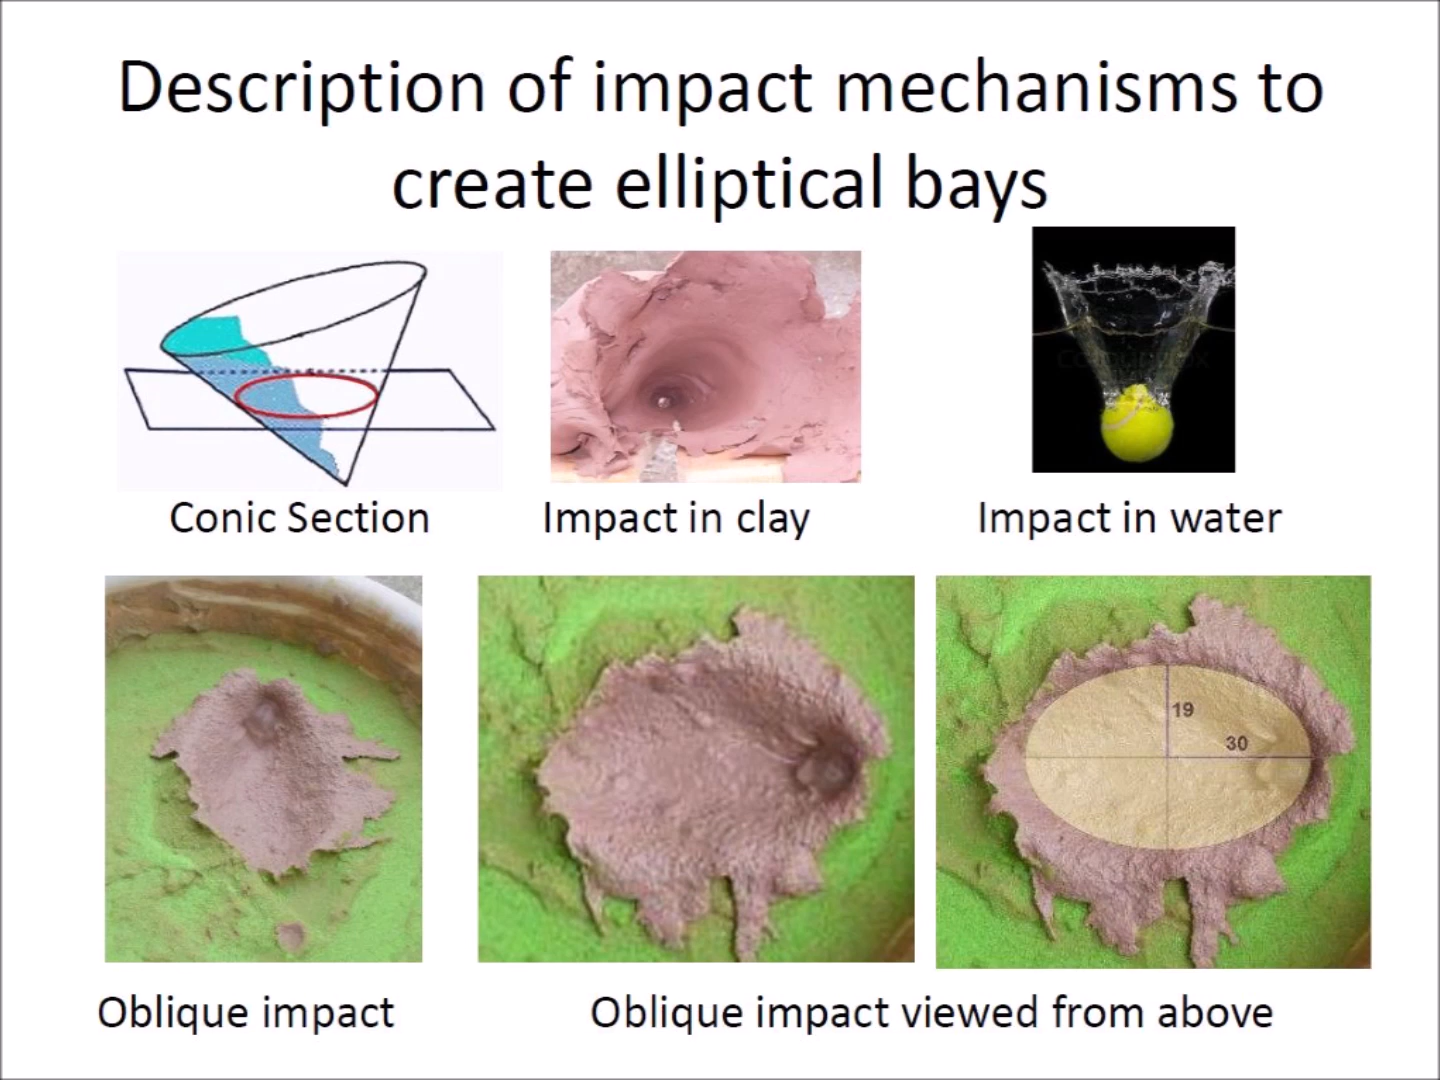 Description of impact mechanisms to
create elliptical bays
Conic Section
Impact in clay
Impact in water
19
30
Oblique impact
Oblique impact viewed from above